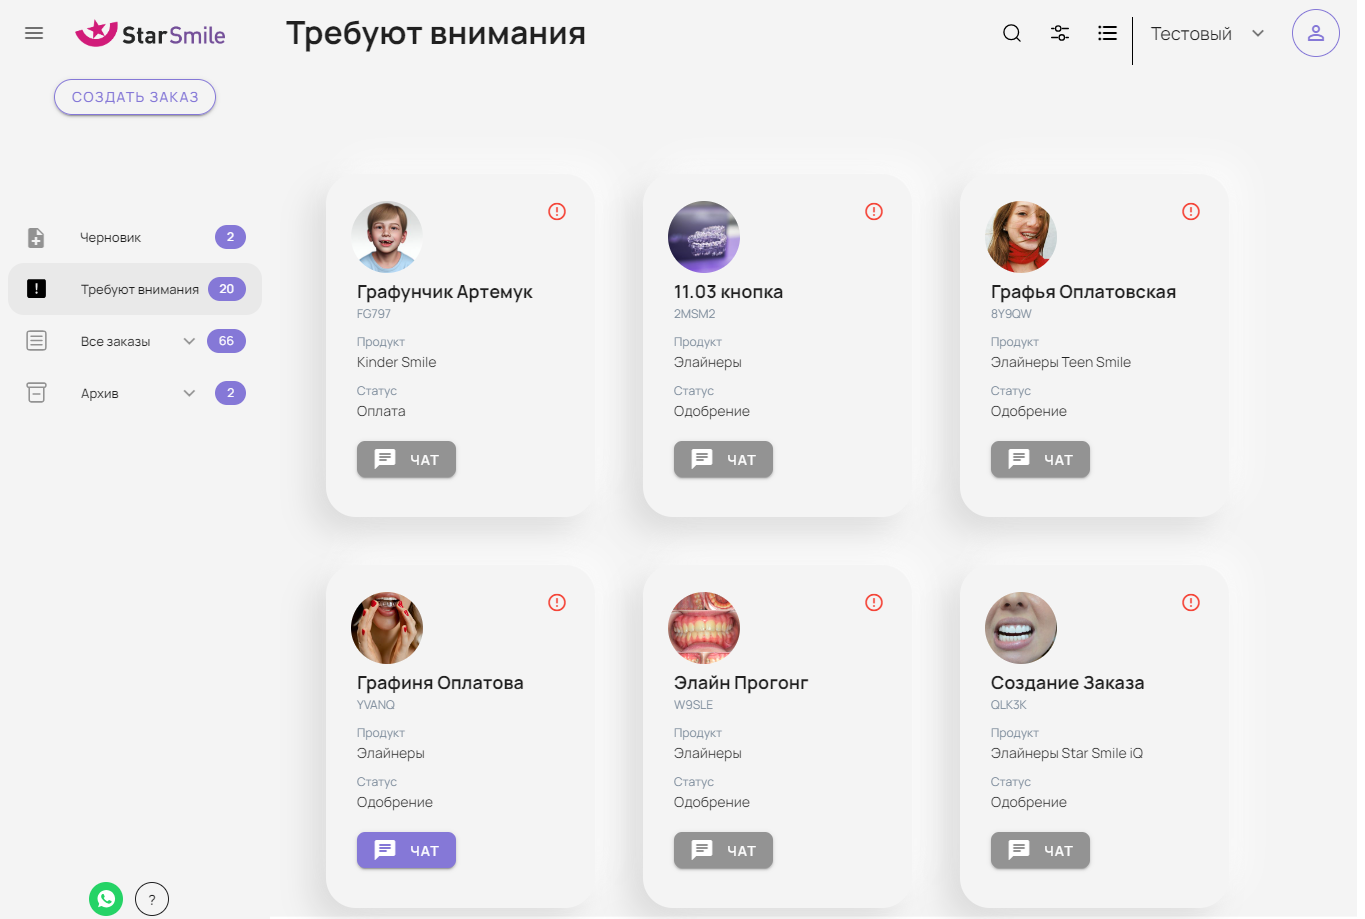 StarSmile
Требуют внимания
Тестовый
СОЗДАТЬ ЗАКАЗ
Черновик 2
Требуют внимания 20
Все заказы 66
Архив 2
Графунчик Артемук
FG797
Продукт
Kinder Smile
Статус
Оплата
ЧАТ
11.03 кнопка
2MSM2
Продукт
Элайнеры
Статус
Одобрение
ЧАТ
Графья Оплатовская
8Y9QW
Продукт
Элайнеры Teen Smile
Статус
Одобрение
ЧАТ
Графиня Оплатова
YVANQ
Продукт
Элайнеры
Статус
Одобрение
ЧАТ
Элайн Прогонг
W9SLE
Продукт
Элайнеры
Статус
Одобрение
ЧАТ
Создание Заказа
QLK3K
Продукт
Элайнеры Star Smile iQ
Статус
Одобрение
ЧАТ
?